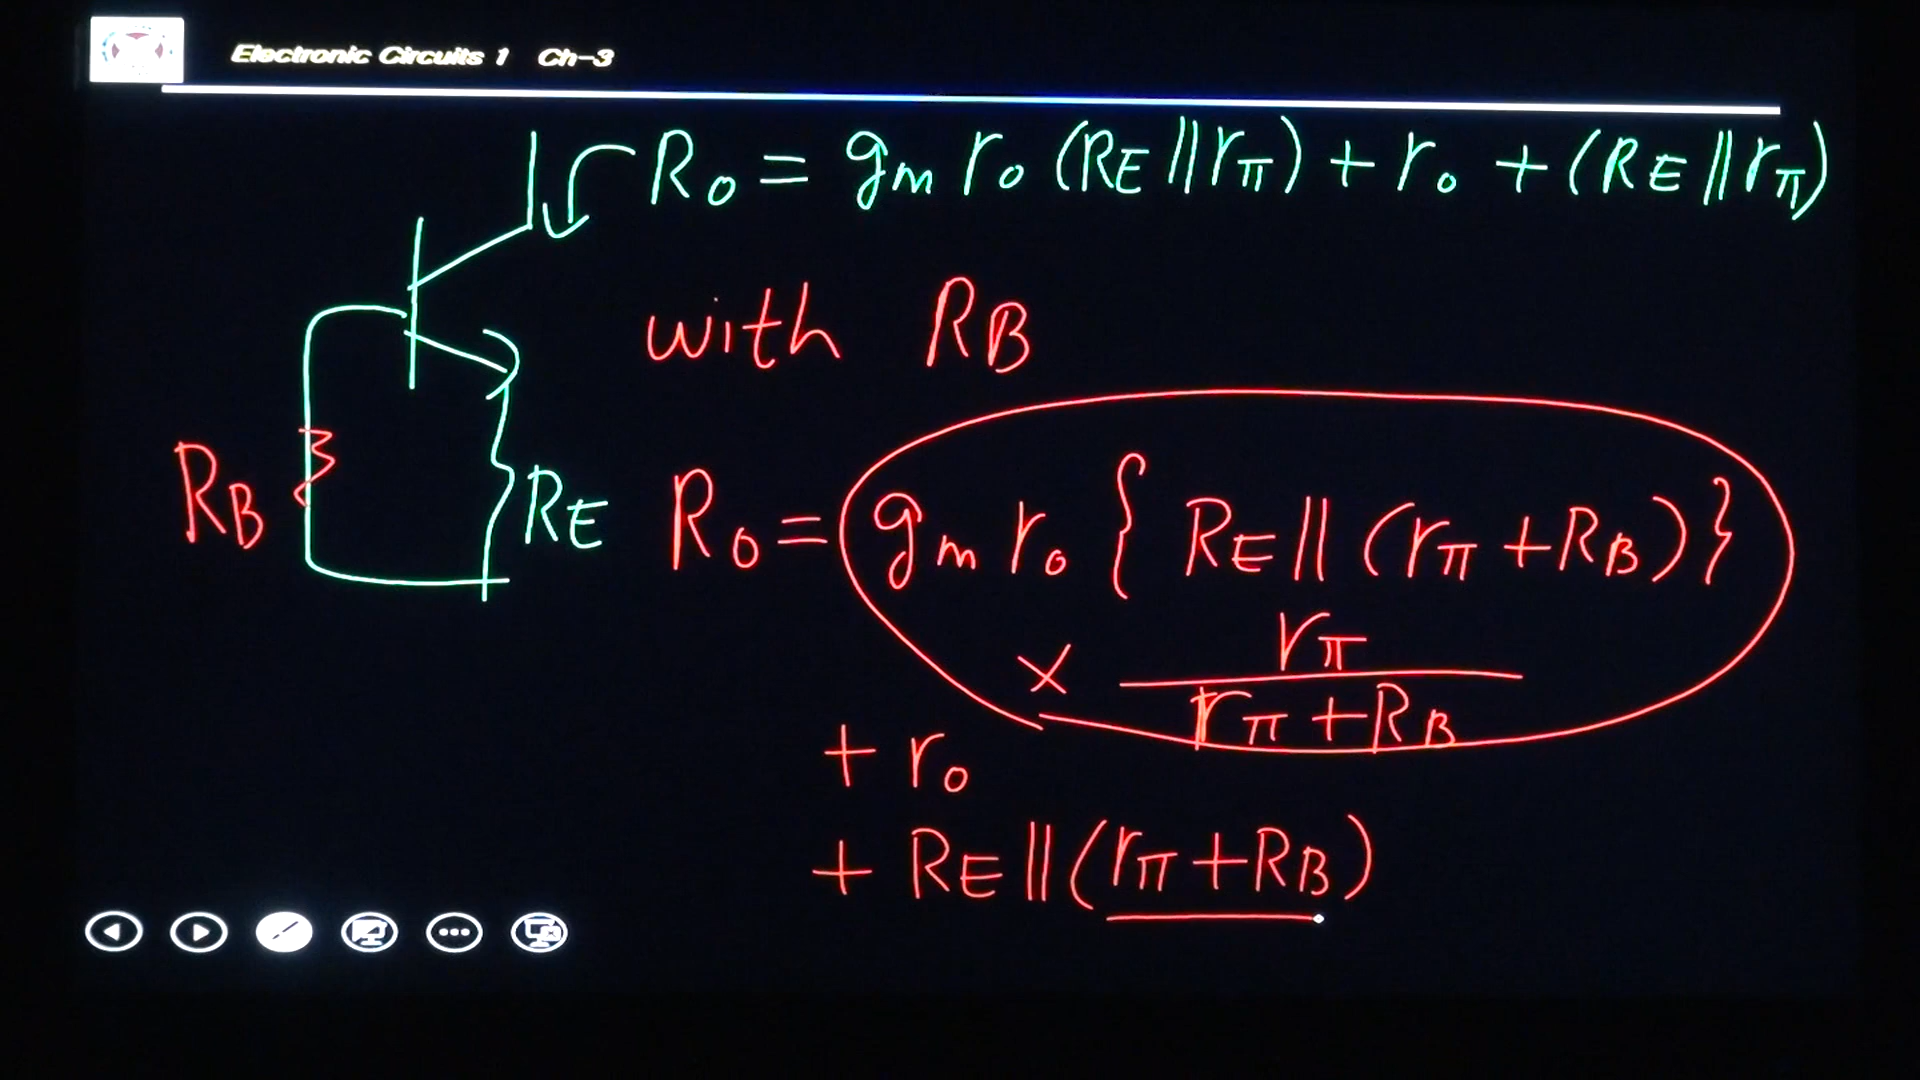 Electronic Circuits 1 Ch-3
Ro = gm ro (RE || rπ) + ro + (RE || rπ)
with RB
RB
RE
Ro = gm ro { RE || (rπ + RB) }
× rπ / rπ + RB
+ ro
+ RE || (rπ + RB)